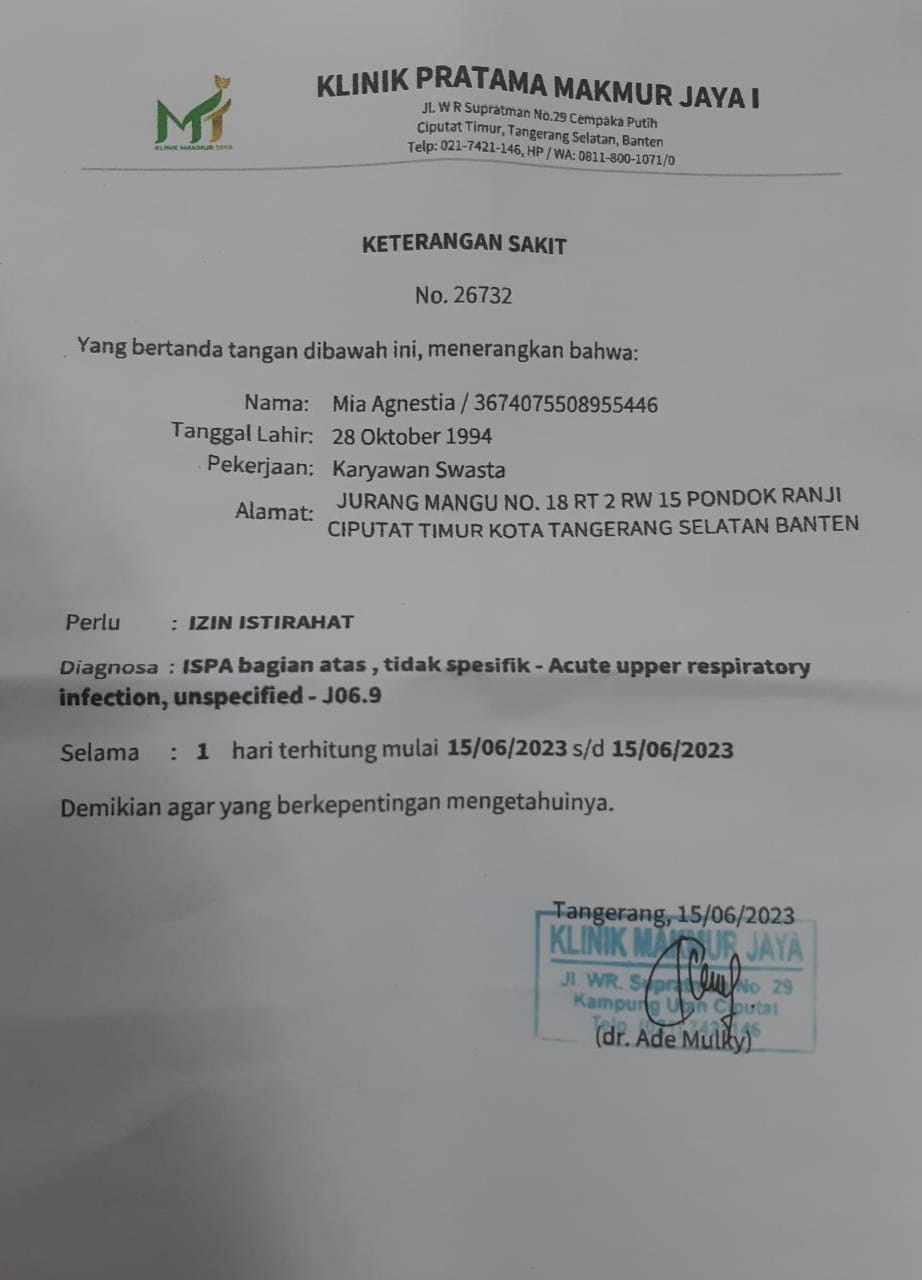 KLINIK PRATAMA MAKMUR JAYA I
Jl. W R Supratman No.29 Cempaka Putih
Ciputat Timur, Tangerang Selatan, Banten
Telp: 021-7421-146, HP / WA: 0811-800-1071/0
KLINIK MAKMUR JAYA
KETERANGAN SAKIT
No. 26732
Yang bertanda tangan dibawah ini, menerangkan bahwa:
Nama: Mia Agnestia / 3674075508955446
Tanggal Lahir: 28 Oktober 1994
Pekerjaan: Karyawan Swasta
Alamat: JURANG MANGU NO. 18 RT 2 RW 15 PONDOK RANJI
CIPUTAT TIMUR KOTA TANGERANG SELATAN BANTEN
Perlu : IZIN ISTIRAHAT
Diagnosa : ISPA bagian atas , tidak spesifik - Acute upper respiratory
infection, unspecified - J06.9
Selama : 1 hari terhitung mulai 15/06/2023 s/d 15/06/2023
Demikian agar yang berkepentingan mengetahuinya.
Tangerang, 15/06/2023
KLINIK MAKMUR JAYA
Jl. WR. No. 29
Kampung Utan Ciputat
(dr. Ade Mulky)